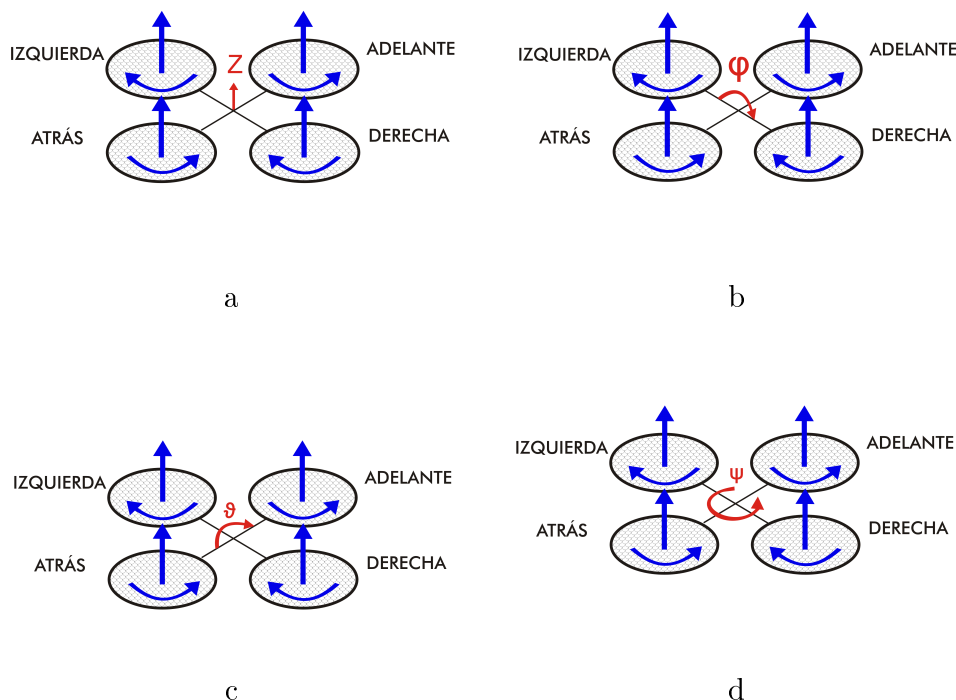 IZQUIERDA
ADELANTE
Z
ATRÁS
DERECHA
a
IZQUIERDA
ADELANTE
φ
ATRÁS
DERECHA
b
IZQUIERDA
ADELANTE
ϑ
ATRÁS
DERECHA
c
IZQUIERDA
ADELANTE
ψ
ATRÁS
DERECHA
d